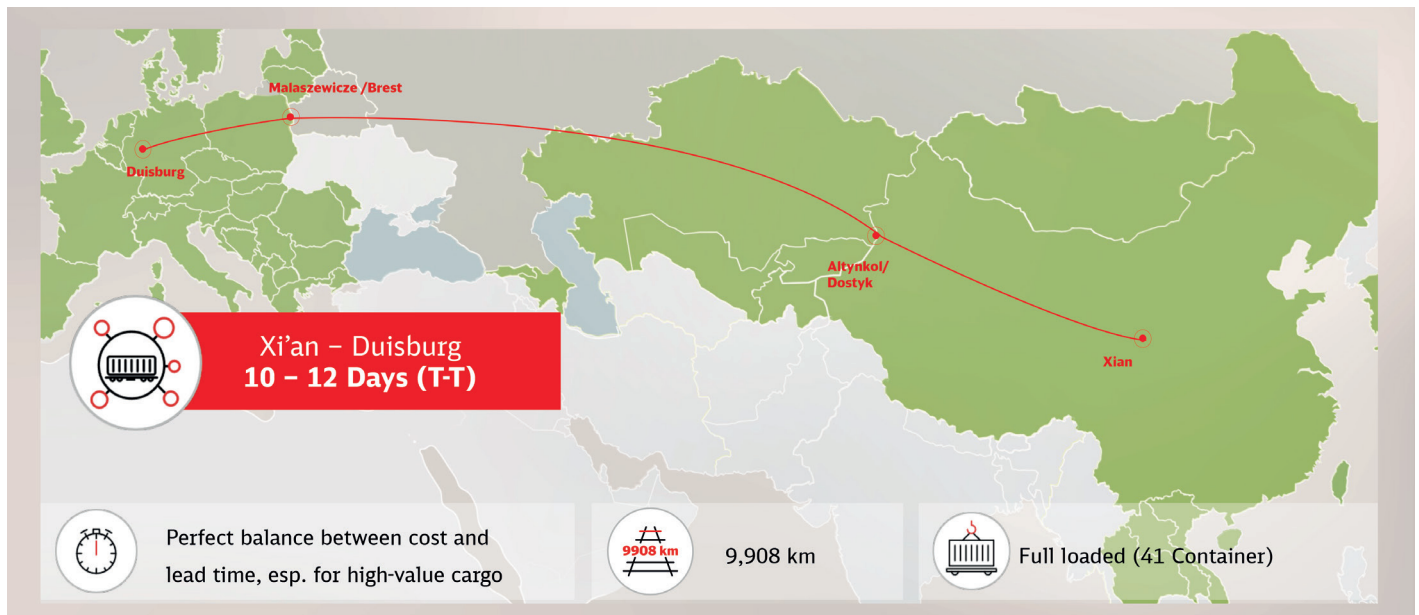 Malaszewicze /Brest
Duisburg
Altynkol/
Dostyk
Xian
Xi’an – Duisburg
10 – 12 Days (T-T)
Perfect balance between cost and
lead time, esp. for high-value cargo
9908 km
9,908 km
Full loaded (41 Container)